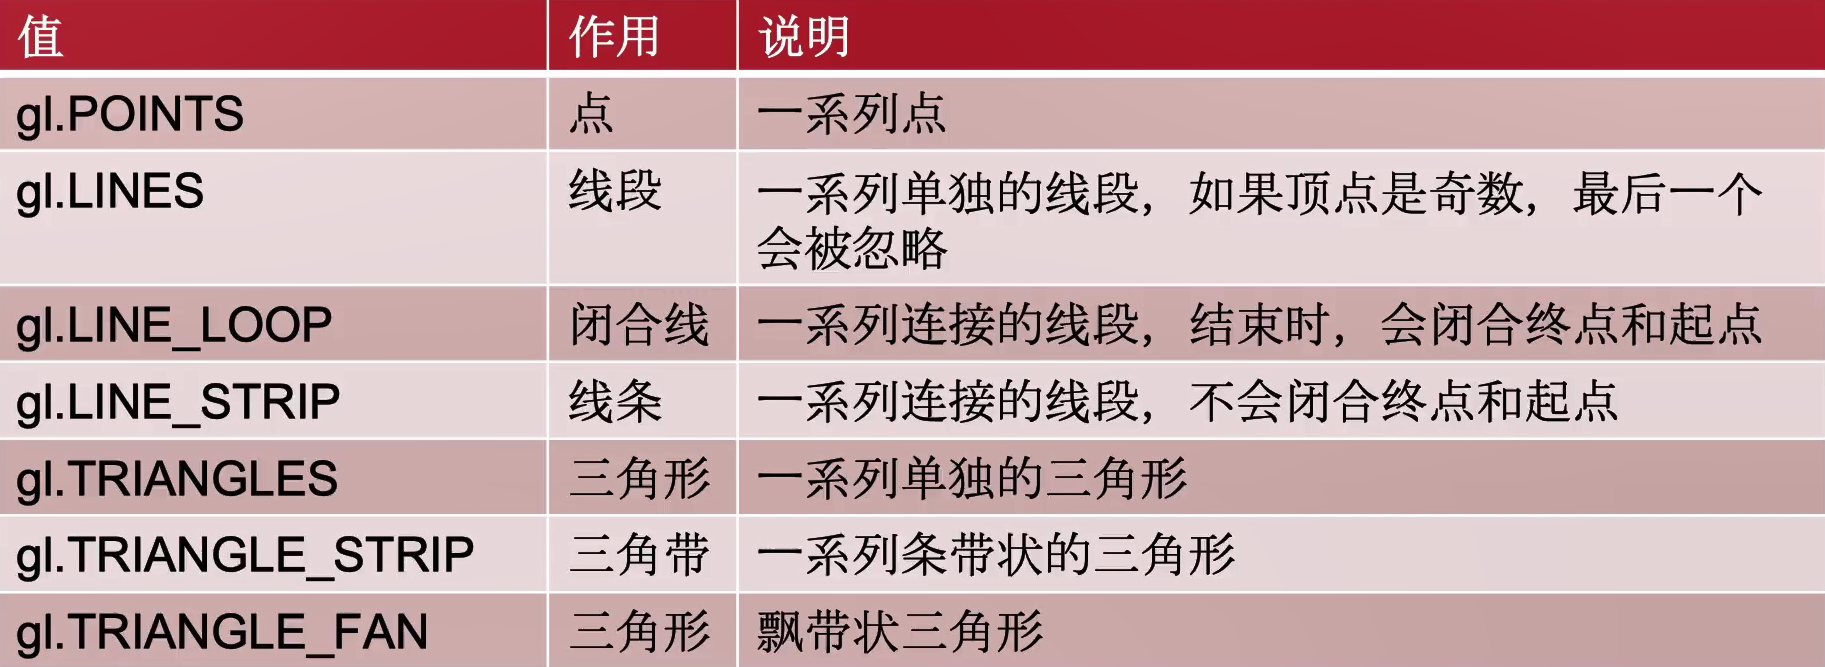 值 作用 说明
gl.POINTS 点 一系列点
gl.LINES 线段 一系列单独的线段，如果顶点是奇数，最后一个
会被忽略
gl.LINE_LOOP 闭合线 一系列连接的线段，结束时，会闭合终点和起点
gl.LINE_STRIP 线条 一系列连接的线段，不会闭合终点和起点
gl.TRIANGLES 三角形 一系列单独的三角形
gl.TRIANGLE_STRIP 三角带 一系列条带状的三角形
gl.TRIANGLE_FAN 三角形 飘带状三角形